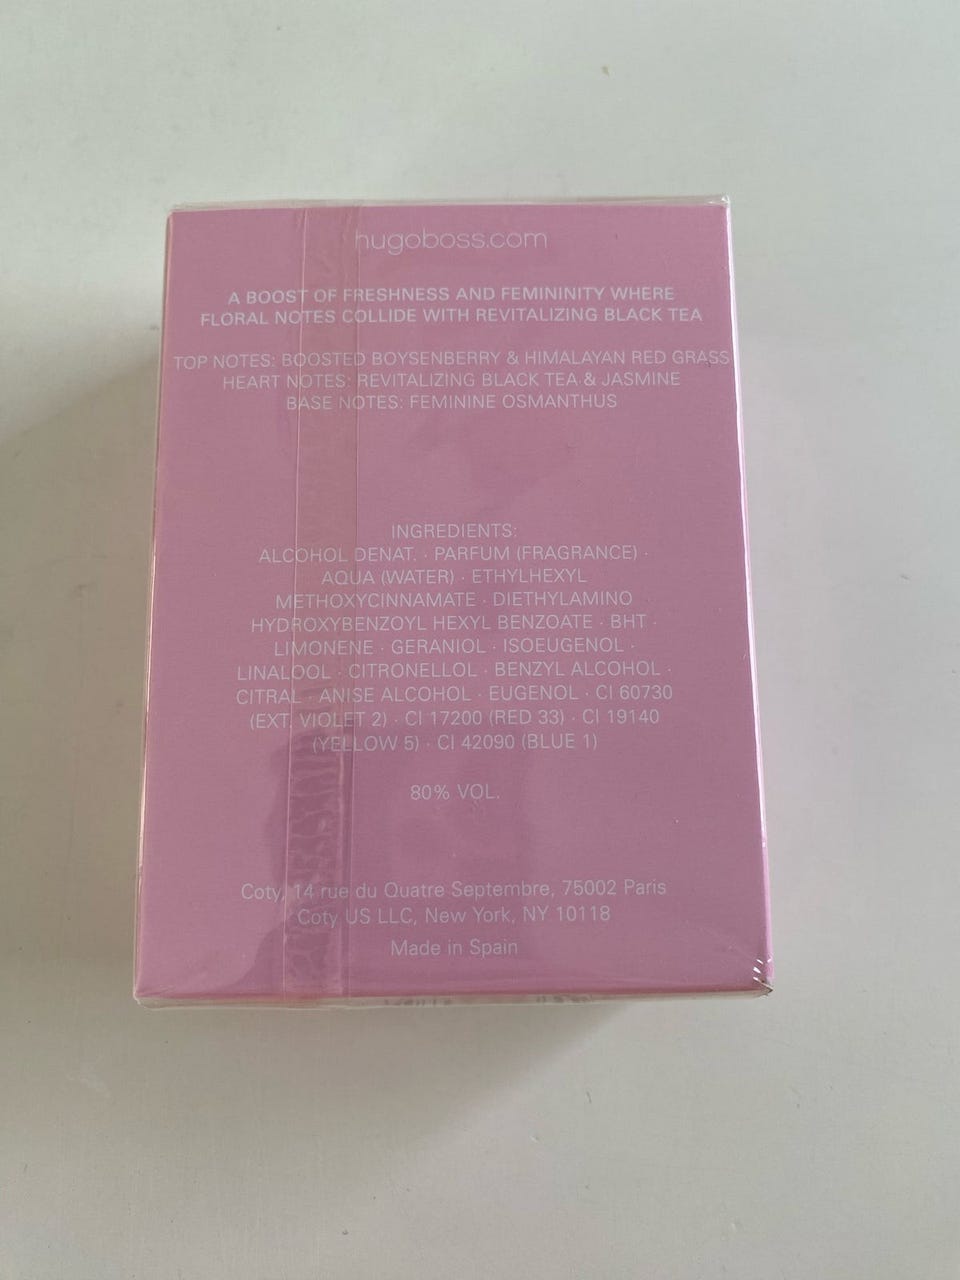 hugoboss.com
A BOOST OF FRESHNESS AND FEMININITY WHERE
FLORAL NOTES COLLIDE WITH REVITALIZING BLACK TEA
TOP NOTES: BOOSTED BOYSENBERRY & HIMALAYAN RED GRASS
HEART NOTES: REVITALIZING BLACK TEA & JASMINE
BASE NOTES: FEMININE OSMANTHUS
INGREDIENTS:
ALCOHOL DENAT. · PARFUM (FRAGRANCE) ·
AQUA (WATER) · ETHYLHEXYL
METHOXYCINNAMATE · DIETHYLAMINO
HYDROXYBENZOYL HEXYL BENZOATE · BHT ·
LIMONENE · GERANIOL · ISOEUGENOL ·
LINALOOL · CITRONELLOL · BENZYL ALCOHOL ·
CITRAL · ANISE ALCOHOL · EUGENOL · CI 60730
(EXT. VIOLET 2) · CI 17200 (RED 33) · CI 19140
(YELLOW 5) · CI 42090 (BLUE 1)
80% VOL.
Coty, 14 rue du Quatre Septembre, 75002 Paris
Coty US LLC, New York, NY 10118
Made in Spain